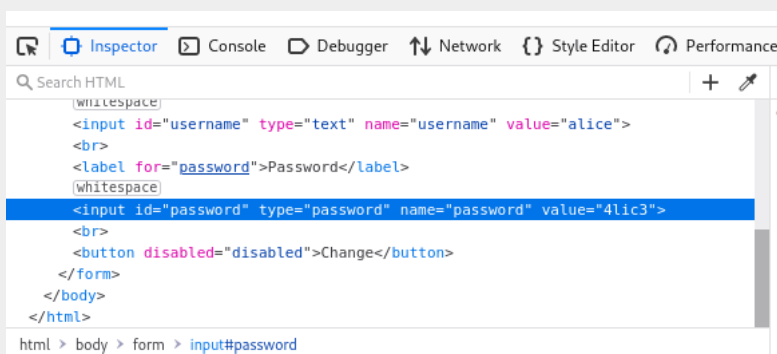 Inspector Console Debugger Network {} Style Editor Performance
Search HTML +
whitespace
<input id="username" type="text" name="username" value="alice">
<br>
<label for="password">Password</label>
whitespace
<input id="password" type="password" name="password" value="4lic3">
<br>
<button disabled="disabled">Change</button>
</form>
</body>
</html>
html > body > form > input#password